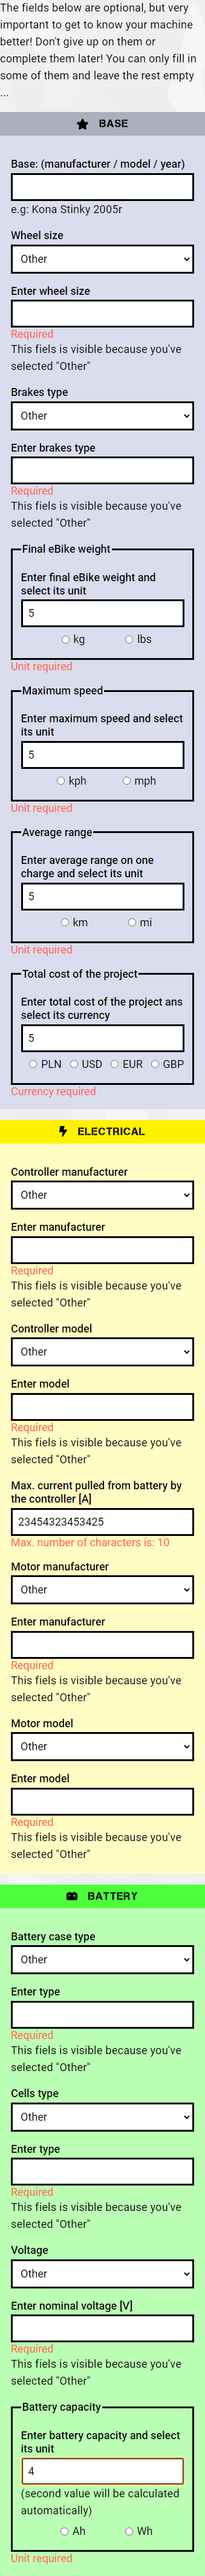 The fields below are optional, but very
important to get to know your machine
better! Don't give up on them or
complete them later! You can only fill in
some of them and leave the rest empty
...
BASE
Base: (manufacturer / model / year)
e.g: Kona Stinky 2005r
Wheel size
Other
Enter wheel size
Required
This fiels is visible because you've
selected "Other"
Brakes type
Other
Enter brakes type
Required
This fiels is visible because you've
selected "Other"
Final eBike weight
Enter final eBike weight and
select its unit
5
kg lbs
Unit required
Maximum speed
Enter maximum speed and select
its unit
5
kph mph
Unit required
Average range
Enter average range on one
charge and select its unit
5
km mi
Unit required
Total cost of the project
Enter total cost of the project ans
select its currency
5
PLN USD EUR GBP
Currency required
ELECTRICAL
Controller manufacturer
Other
Enter manufacturer
Required
This fiels is visible because you've
selected "Other"
Controller model
Other
Enter model
Required
This fiels is visible because you've
selected "Other"
Max. current pulled from battery by
the controller [A]
23454323453425
Max. number of characters is: 10
Motor manufacturer
Other
Enter manufacturer
Required
This fiels is visible because you've
selected "Other"
Motor model
Other
Enter model
Required
This fiels is visible because you've
selected "Other"
BATTERY
Battery case type
Other
Enter type
Required
This fiels is visible because you've
selected "Other"
Cells type
Other
Enter type
Required
This fiels is visible because you've
selected "Other"
Voltage
Other
Enter nominal voltage [V]
Required
This fiels is visible because you've
selected "Other"
Battery capacity
Enter battery capacity and select
its unit
4
(second value will be calculated
automatically)
Ah Wh
Unit required